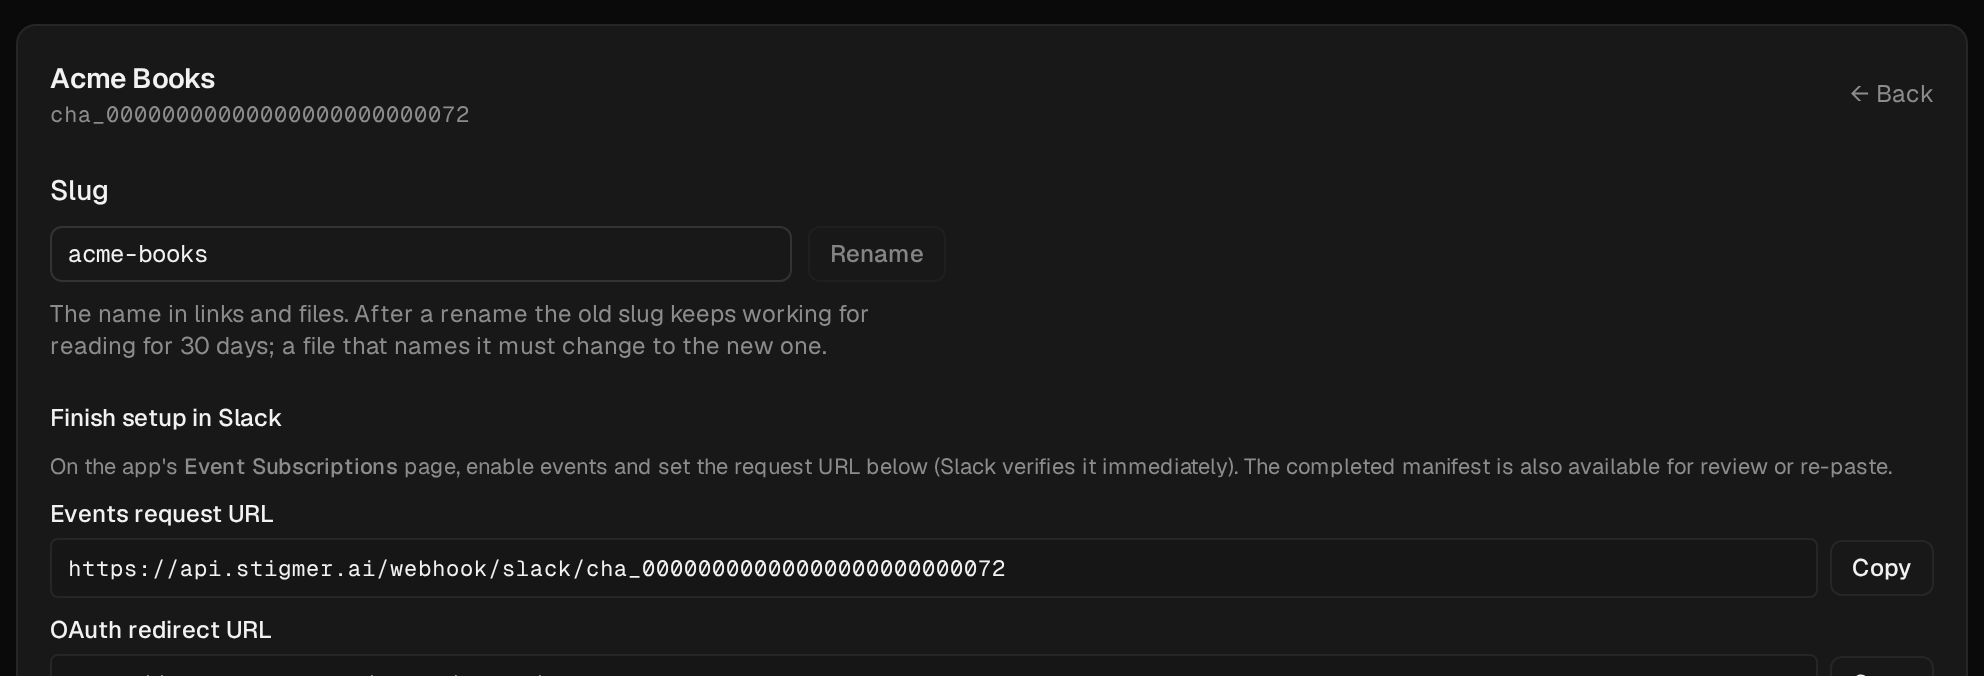 Acme Books
← Back
cha_00000000000000000000000072
Slug
acme-books
Rename
The name in links and files. After a rename the old slug keeps working for
reading for 30 days; a file that names it must change to the new one.
Finish setup in Slack
On the app's Event Subscriptions page, enable events and set the request URL below (Slack verifies it immediately). The completed manifest is also available for review or re-paste.
Events request URL
https://api.stigmer.ai/webhook/slack/cha_00000000000000000000000072
Copy
OAuth redirect URL